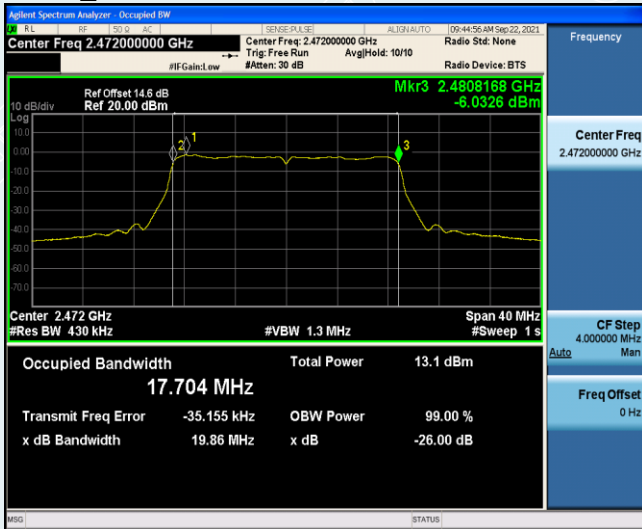 Agilent Spectrum Analyzer - Occupied BW
RL RF 50 Ω AC SENSE:PULSE ALIGNAUTO 09:44:56 AM Sep 22, 2021
Center Freq 2.472000000 GHz
Center Freq: 2.472000000 GHz
Trig: Free Run Avg|Hold: 10/10
#IFGain:Low #Atten: 30 dB
Radio Std: None
Radio Device: BTS
Ref Offset 14.6 dB
10 dB/div Ref 20.00 dBm
Mkr3 2.4808168 GHz
-6.0326 dBm
Log
10.0
0.00
-10.0
-20.0
-30.0
-40.0
-50.0
-60.0
-70.0
2
1
3
Center 2.472 GHz Span 40 MHz
#Res BW 430 kHz #VBW 1.3 MHz #Sweep 1 s
Occupied Bandwidth Total Power 13.1 dBm
17.704 MHz
Transmit Freq Error -35.155 kHz OBW Power 99.00 %
x dB Bandwidth 19.86 MHz x dB -26.00 dB
MSG STATUS
Frequency
Center Freq
2.472000000 GHz
CF Step
4.000000 MHz
Auto Man
Freq Offset
0 Hz